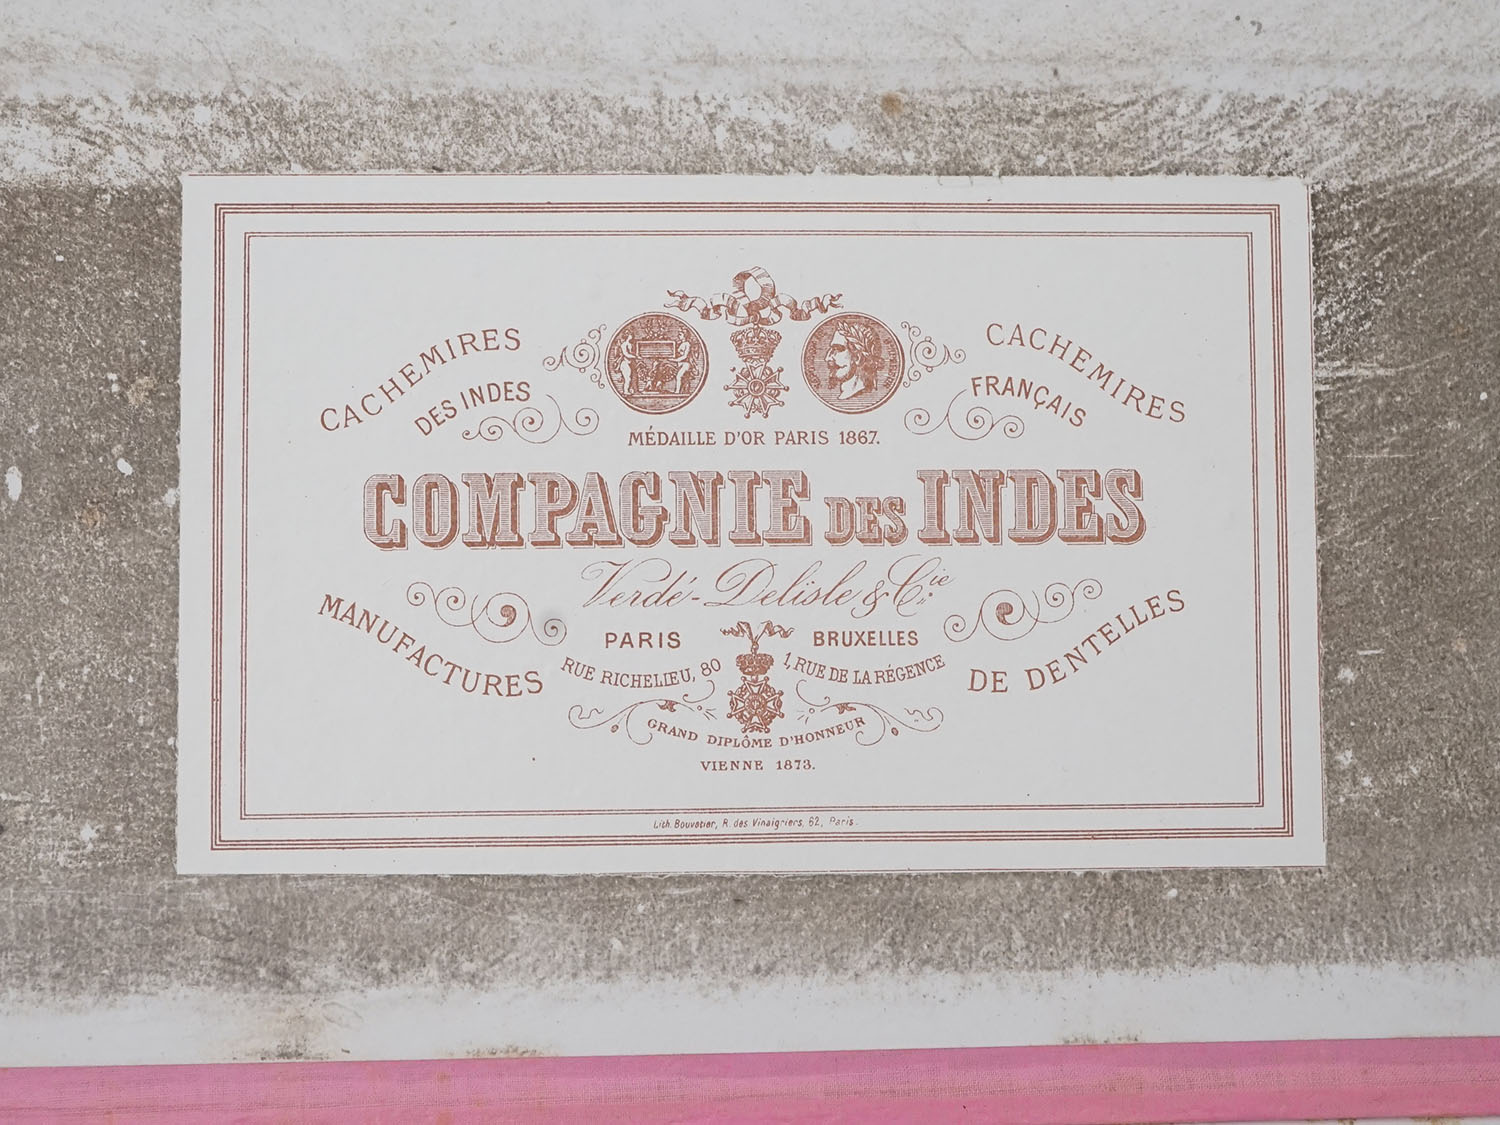 CACHEMIRES
DES INDES
CACHEMIRES
FRANÇAIS
MÉDAILLE D'OR PARIS 1867.
COMPAGNIE DES INDES
Verdé-Delisle & Cie
MANUFACTURES
DE DENTELLES
PARIS
RUE RICHELIEU, 80
BRUXELLES
1, RUE DE LA RÉGENCE
GRAND DIPLÔME D'HONNEUR
VIENNE 1873.
Lith. Bouvatier, R. des Vinaigriers, 62, Paris.